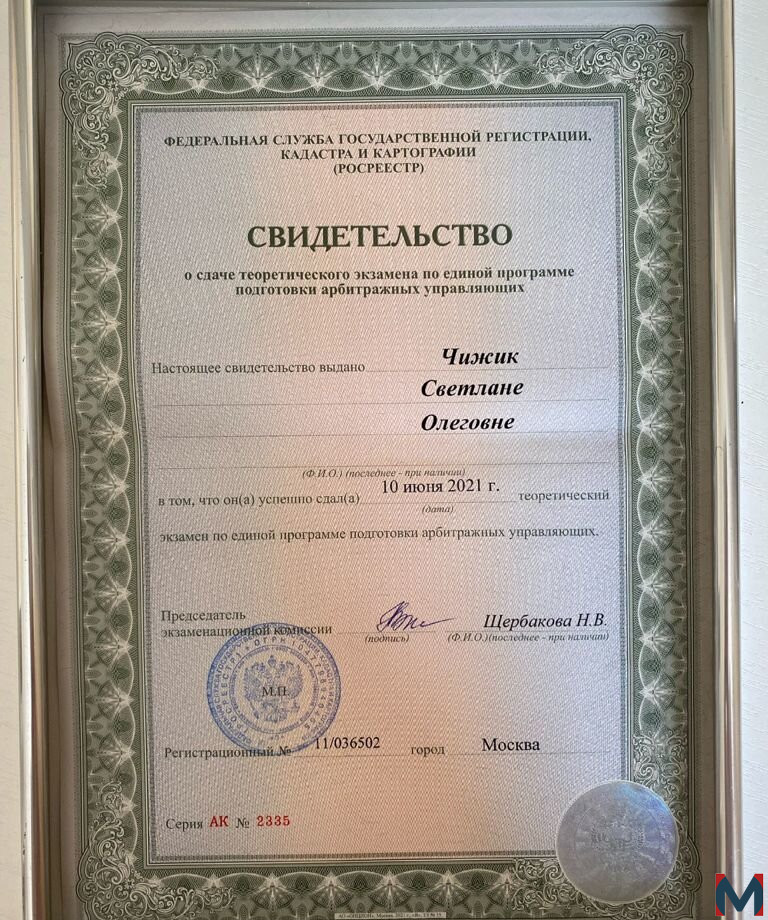 ФЕДЕРАЛЬНАЯ СЛУЖБА ГОСУДАРСТВЕННОЙ РЕГИСТРАЦИИ,
КАДАСТРА И КАРТОГРАФИИ
(РОСРЕЕСТР)
СВИДЕТЕЛЬСТВО
о сдаче теоретического экзамена по единой программе
подготовки арбитражных управляющих
Настоящее свидетельство выдано Чижик
Светлане
Олеговне
(Ф.И.О.) (последнее - при наличии)
в том, что он(а) успешно сдал(а) 10 июня 2021 г. теоретический
(дата)
экзамен по единой программе подготовки арбитражных управляющих.
Председатель
экзаменационной комиссии Щербакова Н.В.
(подпись) (Ф.И.О.)(последнее - при наличии)
М.П.
Регистрационный № 11/036502 город Москва
Серия АК № 2335
М